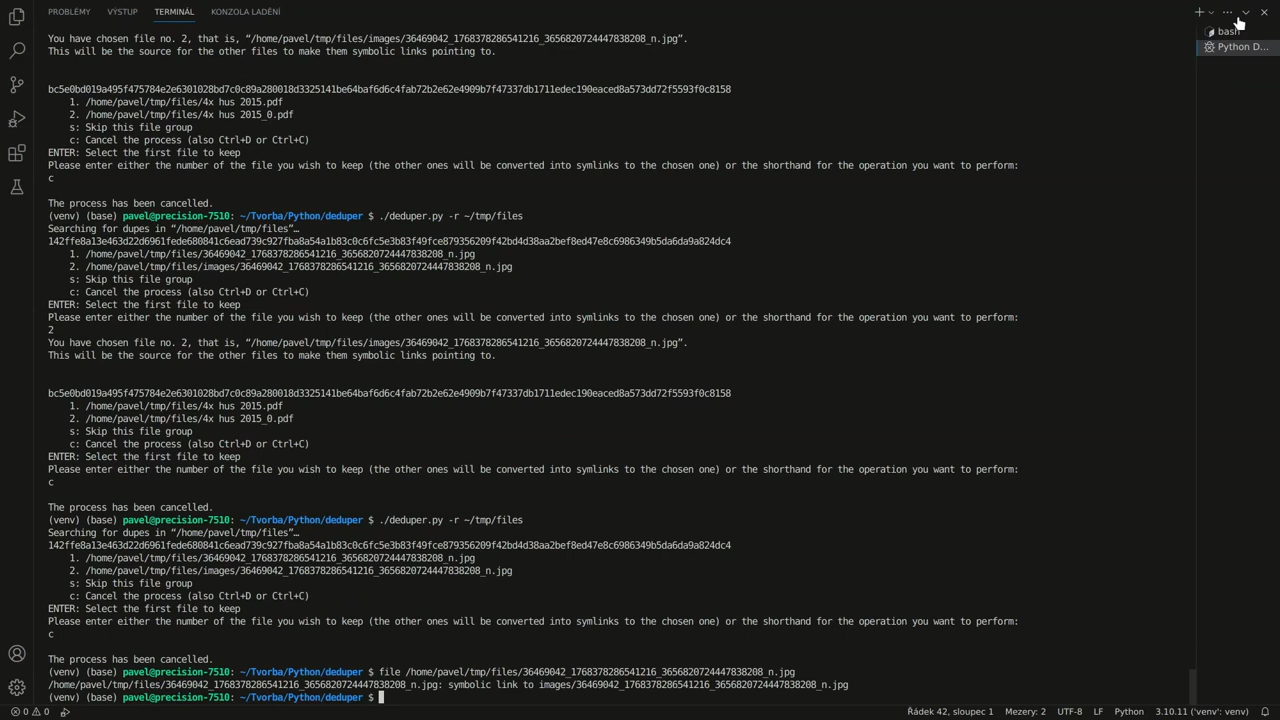 PROBLÉMY VÝSTUP TERMINÁL KONZOLA LADĚNÍ
bash
Python D...
You have chosen file no. 2, that is, “/home/pavel/tmp/files/images/36469042_1768378286541216_3656820724447838208_n.jpg”.
This will be the source for the other files to make them symbolic links pointing to.
bc5e0bd019a495f475784e2e6301028bd7c0c89a280018d3325141be64baf6d6c4fab72b2e62e4909b7f47337db1711edec190eaced8a573dd72f5593f0c8158
1. /home/pavel/tmp/files/4x hus 2015.pdf
2. /home/pavel/tmp/files/4x hus 2015_0.pdf
s: Skip this file group
c: Cancel the process (also Ctrl+D or Ctrl+C)
ENTER: Select the first file to keep
Please enter either the number of the file you wish to keep (the other ones will be converted into symlinks to the chosen one) or the shorthand for the operation you want to perform:
c
The process has been cancelled.
(venv) (base) pavel@precision-7510: ~/Tvorba/Python/deduper $ ./deduper.py -r ~/tmp/files
Searching for dupes in “/home/pavel/tmp/files”…
142ffe8a13e463d22d6961fede680841c6ead739c927fba8a54a1b83c0c6fc5e3b83f49fce879356209f42bd4d38aa2bef8ed47e8c6986349b5da6da9a824dc4
1. /home/pavel/tmp/files/36469042_1768378286541216_3656820724447838208_n.jpg
2. /home/pavel/tmp/files/images/36469042_1768378286541216_3656820724447838208_n.jpg
s: Skip this file group
c: Cancel the process (also Ctrl+D or Ctrl+C)
ENTER: Select the first file to keep
Please enter either the number of the file you wish to keep (the other ones will be converted into symlinks to the chosen one) or the shorthand for the operation you want to perform:
2
You have chosen file no. 2, that is, “/home/pavel/tmp/files/images/36469042_1768378286541216_3656820724447838208_n.jpg”.
This will be the source for the other files to make them symbolic links pointing to.
bc5e0bd019a495f475784e2e6301028bd7c0c89a280018d3325141be64baf6d6c4fab72b2e62e4909b7f47337db1711edec190eaced8a573dd72f5593f0c8158
1. /home/pavel/tmp/files/4x hus 2015.pdf
2. /home/pavel/tmp/files/4x hus 2015_0.pdf
s: Skip this file group
c: Cancel the process (also Ctrl+D or Ctrl+C)
ENTER: Select the first file to keep
Please enter either the number of the file you wish to keep (the other ones will be converted into symlinks to the chosen one) or the shorthand for the operation you want to perform:
c
The process has been cancelled.
(venv) (base) pavel@precision-7510: ~/Tvorba/Python/deduper $ ./deduper.py -r ~/tmp/files
Searching for dupes in “/home/pavel/tmp/files”…
142ffe8a13e463d22d6961fede680841c6ead739c927fba8a54a1b83c0c6fc5e3b83f49fce879356209f42bd4d38aa2bef8ed47e8c6986349b5da6da9a824dc4
1. /home/pavel/tmp/files/36469042_1768378286541216_3656820724447838208_n.jpg
2. /home/pavel/tmp/files/images/36469042_1768378286541216_3656820724447838208_n.jpg
s: Skip this file group
c: Cancel the process (also Ctrl+D or Ctrl+C)
ENTER: Select the first file to keep
Please enter either the number of the file you wish to keep (the other ones will be converted into symlinks to the chosen one) or the shorthand for the operation you want to perform:
c
The process has been cancelled.
(venv) (base) pavel@precision-7510: ~/Tvorba/Python/deduper $ file /home/pavel/tmp/files/36469042_1768378286541216_3656820724447838208_n.jpg
/home/pavel/tmp/files/36469042_1768378286541216_3656820724447838208_n.jpg: symbolic link to images/36469042_1768378286541216_3656820724447838208_n.jpg
(venv) (base) pavel@precision-7510: ~/Tvorba/Python/deduper $
0 0 Řádek 42, sloupec 1 Mezery: 2 UTF-8 LF Python 3.10.11 ('venv': venv)